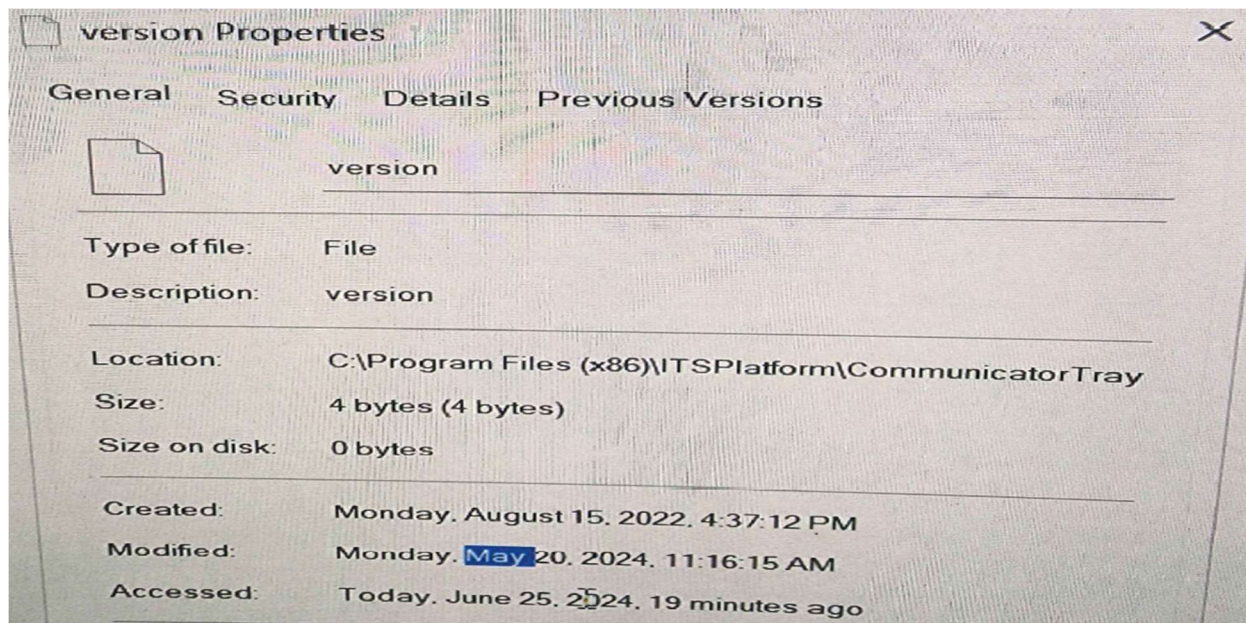 version Properties
General Security Details Previous Versions
version
Type of file: File
Description: version
Location: C:\Program Files (x86)\ITSPlatform\CommunicatorTray
Size: 4 bytes (4 bytes)
Size on disk: 0 bytes
Created: Monday, August 15, 2022, 4:37:12 PM
Modified: Monday, May 20, 2024, 11:16:15 AM
Accessed: Today, June 25, 2024, 19 minutes ago